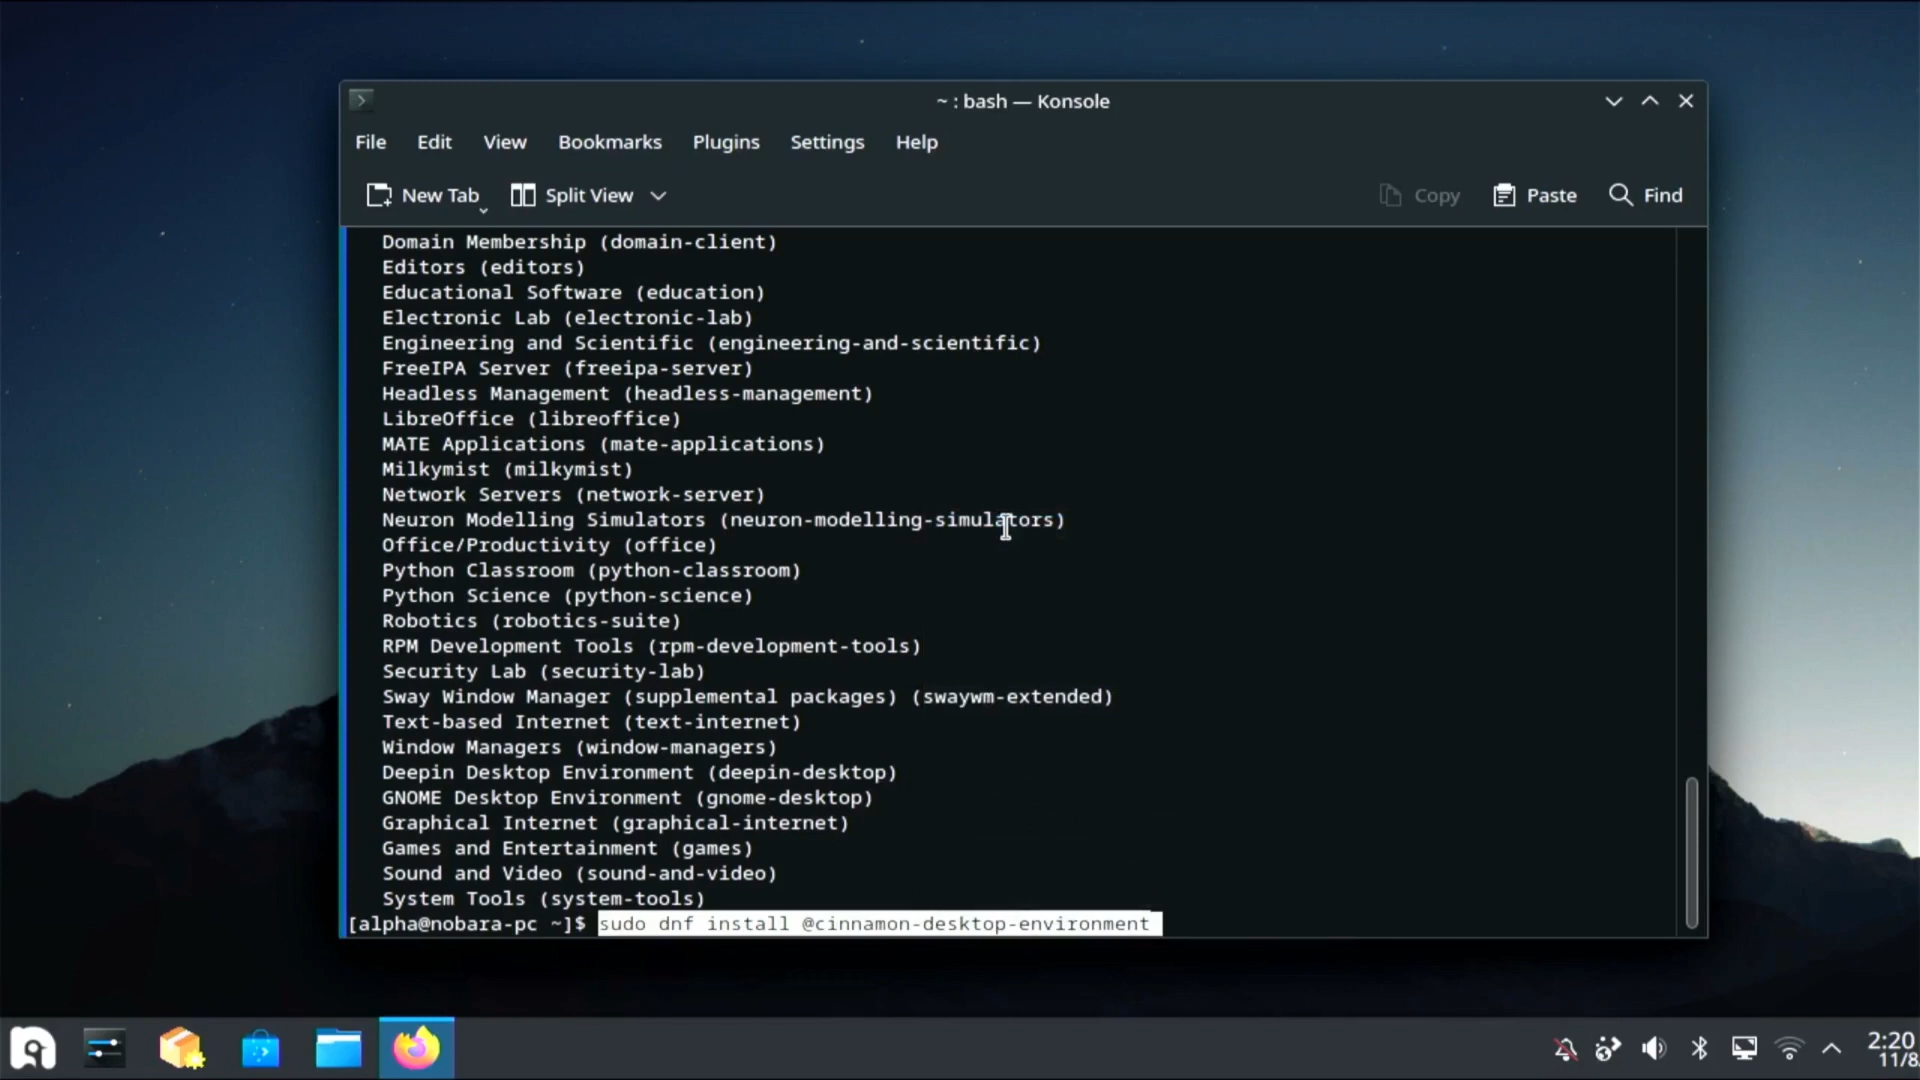 ~ : bash — Konsole
File Edit View Bookmarks Plugins Settings Help
New Tab Split View Copy Paste Find
Domain Membership (domain-client)
Editors (editors)
Educational Software (education)
Electronic Lab (electronic-lab)
Engineering and Scientific (engineering-and-scientific)
FreeIPA Server (freeipa-server)
Headless Management (headless-management)
LibreOffice (libreoffice)
MATE Applications (mate-applications)
Milkymist (milkymist)
Network Servers (network-server)
Neuron Modelling Simulators (neuron-modelling-simulators)
Office/Productivity (office)
Python Classroom (python-classroom)
Python Science (python-science)
Robotics (robotics-suite)
RPM Development Tools (rpm-development-tools)
Security Lab (security-lab)
Sway Window Manager (supplemental packages) (swaywm-extended)
Text-based Internet (text-internet)
Window Managers (window-managers)
Deepin Desktop Environment (deepin-desktop)
GNOME Desktop Environment (gnome-desktop)
Graphical Internet (graphical-internet)
Games and Entertainment (games)
Sound and Video (sound-and-video)
System Tools (system-tools)
[alpha@nobara-pc ~]$ sudo dnf install @cinnamon-desktop-environment
2:20
11/8